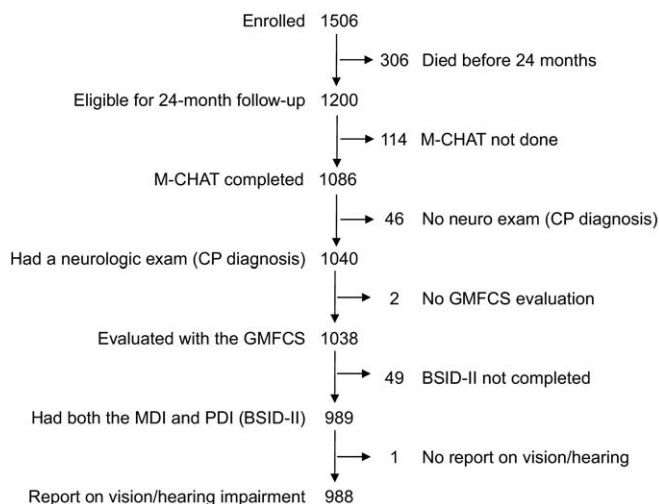 Enrolled 1506
306 Died before 24 months
Eligible for 24-month follow-up 1200
114 M-CHAT not done
M-CHAT completed 1086
46 No neuro exam (CP diagnosis)
Had a neurologic exam (CP diagnosis) 1040
2 No GMFCS evaluation
Evaluated with the GMFCS 1038
49 BSID-II not completed
Had both the MDI and PDI (BSID-II) 989
1 No report on vision/hearing
Report on vision/hearing impairment 988